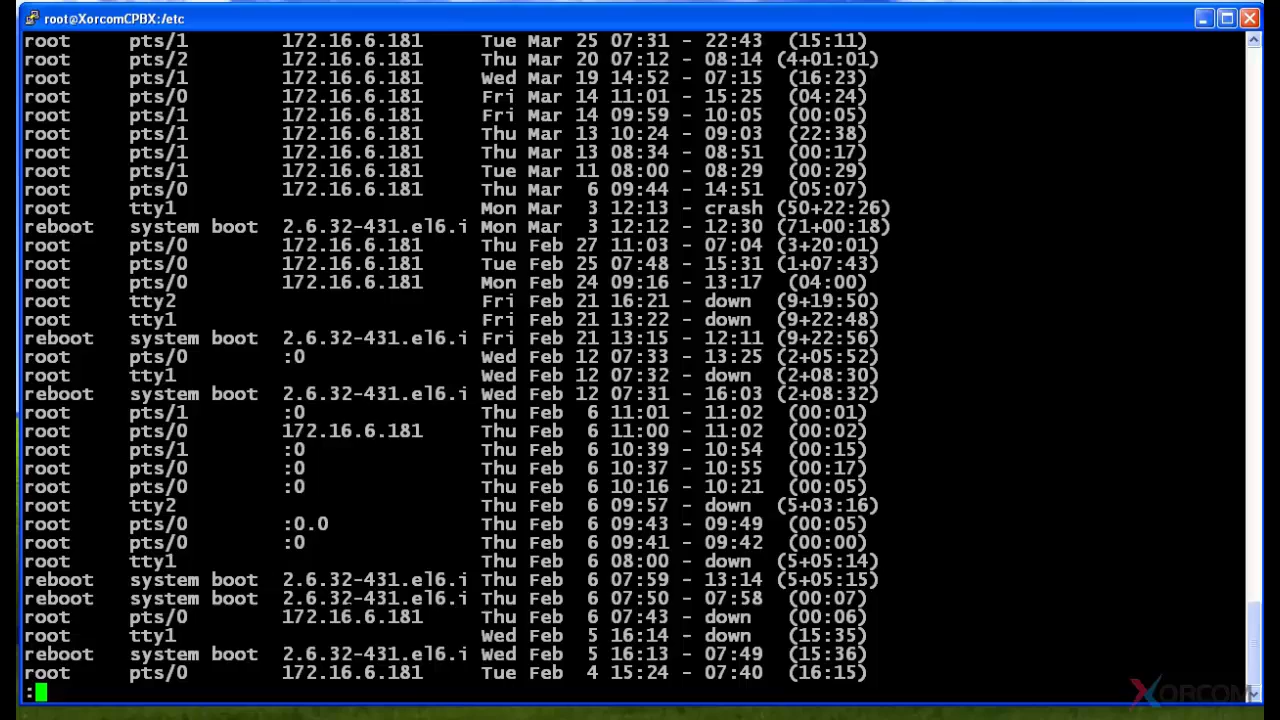 root@XorcomCPBX:/etc
root     pts/1        172.16.6.181     Tue Mar 25 07:31 - 22:43  (15:11)
root     pts/2        172.16.6.181     Thu Mar 20 07:12 - 08:14 (4+01:01)
root     pts/1        172.16.6.181     Wed Mar 19 14:52 - 07:15  (16:23)
root     pts/0        172.16.6.181     Fri Mar 14 11:01 - 15:25  (04:24)
root     pts/1        172.16.6.181     Fri Mar 14 09:59 - 10:05  (00:05)
root     pts/1        172.16.6.181     Thu Mar 13 10:24 - 09:03  (22:38)
root     pts/1        172.16.6.181     Thu Mar 13 08:34 - 08:51  (00:17)
root     pts/1        172.16.6.181     Tue Mar 11 08:00 - 08:29  (00:29)
root     pts/0        172.16.6.181     Thu Mar  6 09:44 - 14:51  (05:07)
root     tty1                          Mon Mar  3 12:13 - crash (50+22:26)
reboot   system boot  2.6.32-431.el6.i Mon Mar  3 12:12 - 12:30 (71+00:18)
root     pts/0        172.16.6.181     Thu Feb 27 11:03 - 07:04 (3+20:01)
root     pts/0        172.16.6.181     Tue Feb 25 07:48 - 15:31 (1+07:43)
root     pts/0        172.16.6.181     Mon Feb 24 09:16 - 13:17  (04:00)
root     tty2                          Fri Feb 21 16:21 - down  (9+19:50)
root     tty1                          Fri Feb 21 13:22 - down  (9+22:48)
reboot   system boot  2.6.32-431.el6.i Fri Feb 21 13:15 - 12:11 (9+22:56)
root     pts/0        :0               Wed Feb 12 07:33 - 13:25 (2+05:52)
root     tty1                          Wed Feb 12 07:32 - down  (2+08:30)
reboot   system boot  2.6.32-431.el6.i Wed Feb 12 07:31 - 16:03 (2+08:32)
root     pts/1        :0               Thu Feb  6 11:01 - 11:02  (00:01)
root     pts/0        172.16.6.181     Thu Feb  6 11:00 - 11:02  (00:02)
root     pts/1        :0               Thu Feb  6 10:39 - 10:54  (00:15)
root     pts/0        :0               Thu Feb  6 10:37 - 10:55  (00:17)
root     pts/0        :0               Thu Feb  6 10:16 - 10:21  (00:05)
root     tty2                          Thu Feb  6 09:57 - down  (5+03:16)
root     pts/0        :0.0             Thu Feb  6 09:43 - 09:49  (00:05)
root     pts/0        :0               Thu Feb  6 09:41 - 09:42  (00:00)
root     tty1                          Thu Feb  6 08:00 - down  (5+05:14)
reboot   system boot  2.6.32-431.el6.i Thu Feb  6 07:59 - 13:14 (5+05:15)
reboot   system boot  2.6.32-431.el6.i Thu Feb  6 07:50 - 07:58  (00:07)
root     pts/0        172.16.6.181     Thu Feb  6 07:43 - down   (00:06)
root     tty1                          Wed Feb  5 16:14 - down   (15:35)
reboot   system boot  2.6.32-431.el6.i Wed Feb  5 16:13 - 07:49  (15:36)
root     pts/0        172.16.6.181     Tue Feb  4 15:24 - 07:40  (16:15)
:
XORCOM